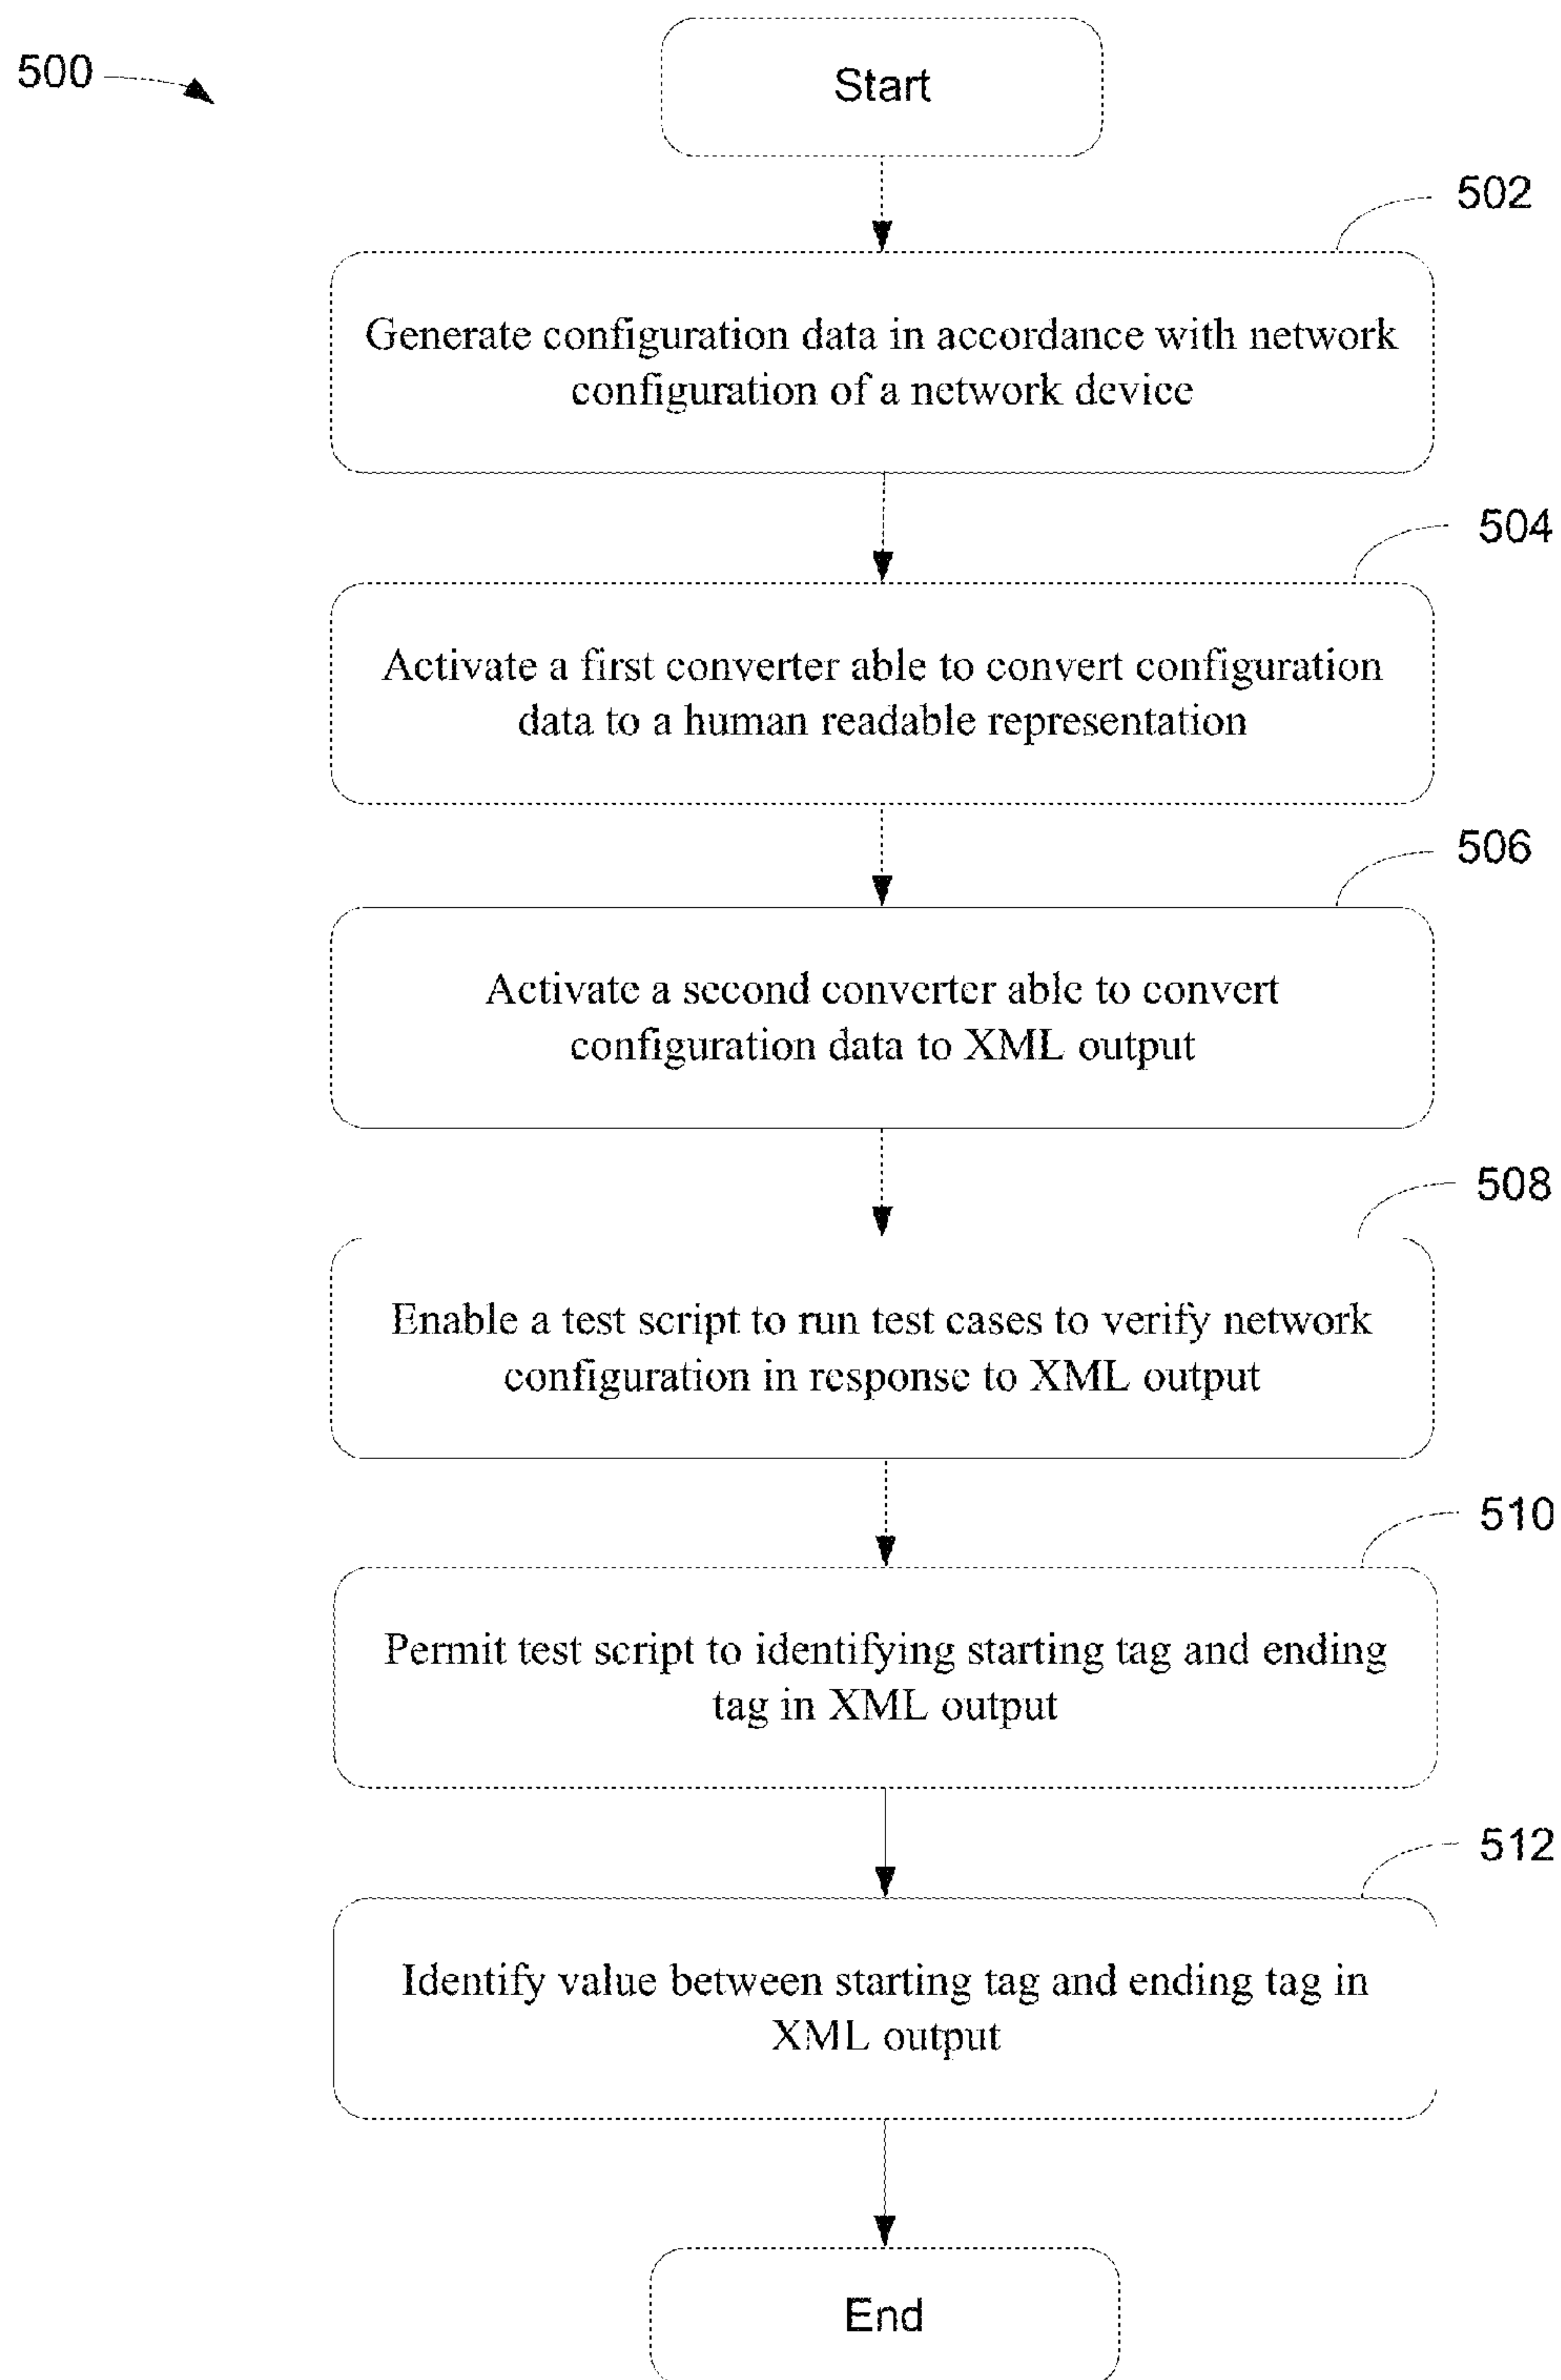 500
Start
502
Generate configuration data in accordance with network
configuration of a network device
504
Activate a first converter able to convert configuration
data to a human readable representation
506
Activate a second converter able to convert
configuration data to XML output
508
Enable a test script to run test cases to verify network
configuration in response to XML output
510
Permit test script to identifying starting tag and ending
tag in XML output
512
Identify value between starting tag and ending tag in
XML output
End